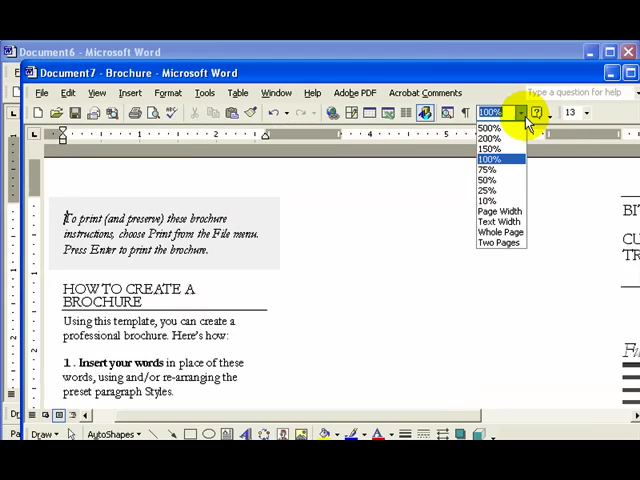 Document6 - Microsoft Word
Document7 - Brochure - Microsoft Word
File Edit View Insert Format Tools Table Window Help Adobe PDF Acrobat Comments Type a question for help
100% 13
1 4 5 7 8
500%
200%
150%
100%
75%
50%
25%
10%
Page Width
Text Width
Whole Page
Two Pages
To print (and preserve) these brochure
instructions, choose Print from the File menu.
Press Enter to print the brochure.
HOW TO CREATE A
BROCHURE
Using this template, you can create a
professional brochure. Here's how:
1. Insert your words in place of these
words, using and/or re-arranging the
preset paragraph Styles.
Draw AutoShapes